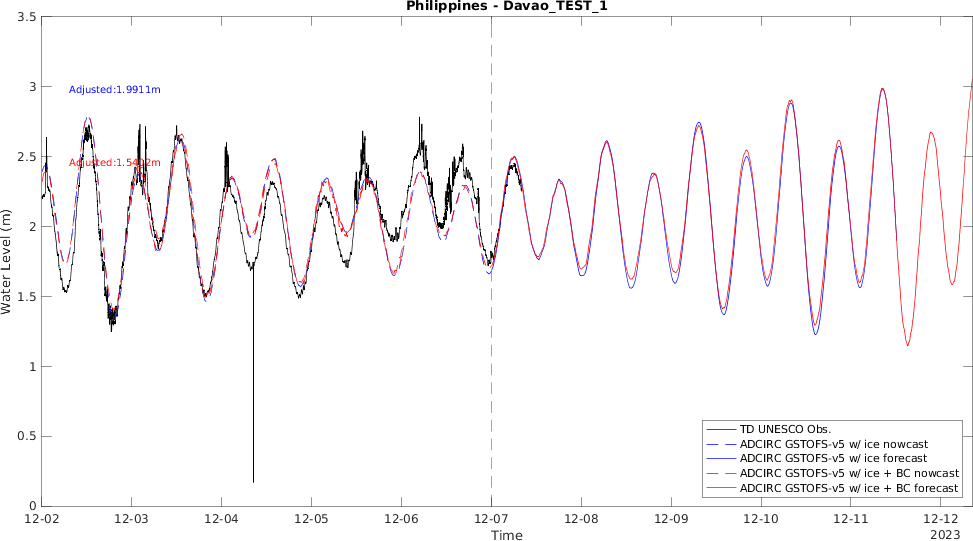 Philippines - Davao_TEST_1
3.5
3
2.5
2
1.5
1
0.5
0
Water Level (m)
Adjusted:1.9911m
Adjusted:1.5402m
TD UNESCO Obs.
ADCIRC GSTOFS-v5 w/ ice nowcast
ADCIRC GSTOFS-v5 w/ ice forecast
ADCIRC GSTOFS-v5 w/ ice + BC nowcast
ADCIRC GSTOFS-v5 w/ ice + BC forecast
12-02 12-03 12-04 12-05 12-06 12-07 12-08 12-09 12-10 12-11 12-12
Time
2023